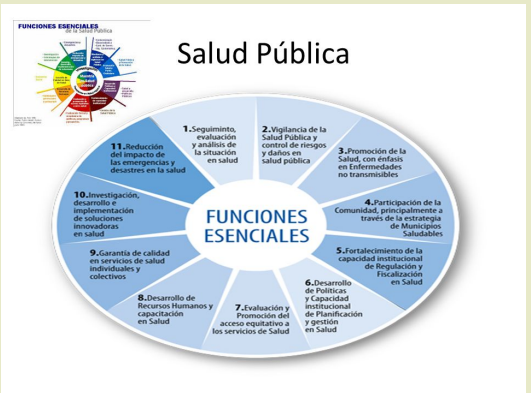 FUNCIONES ESENCIALES
de la Salud Pública
Salud Pública
1.Seguiminto,
evaluación
y análisis de
la situación
en salud
2.Vigilancia de la
Salud Pública y
control de riesgos
y daños en
salud pública
3.Promoción de la
Salud, con énfasis
en Enfermedades
no transmisibles
4.Participación de la
Comunidad, principalmente a
través de la estrategia
de Municipios
Saludables
5.Fortalecimiento de la
capacidad institucional
de Regulación y
Fiscalización
en Salud
6.Desarrollo
de Políticas
y Capacidad
institucional
de Planificación
y gestión
en Salud
7.Evaluación y
Promoción del
acceso equitativo a
los servicios de Salud
8.Desarrollo de
Recursos Humanos y
capacitación
en Salud
9.Garantía de calidad
en servicios de salud
individuales y
colectivos
10.Investigación,
desarrollo e
implementación
de soluciones
innovadoras
en salud
11.Reducción
del impacto de
las emergencias y
desastres en la salud
FUNCIONES
ESENCIALES